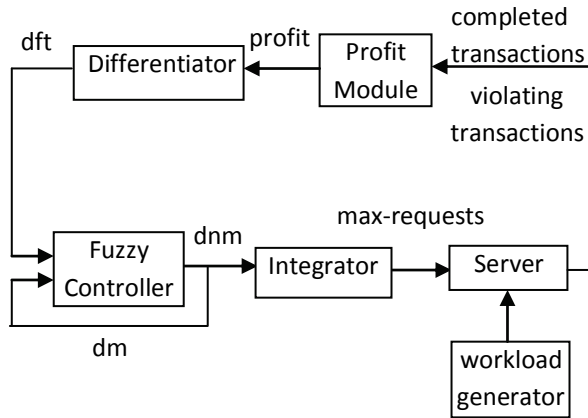 completed
transactions
violating
transactions
Profit
Module
profit
Differentiator
dft
Fuzzy
Controller
dnm
dm
Integrator
max-requests
Server
workload
generator